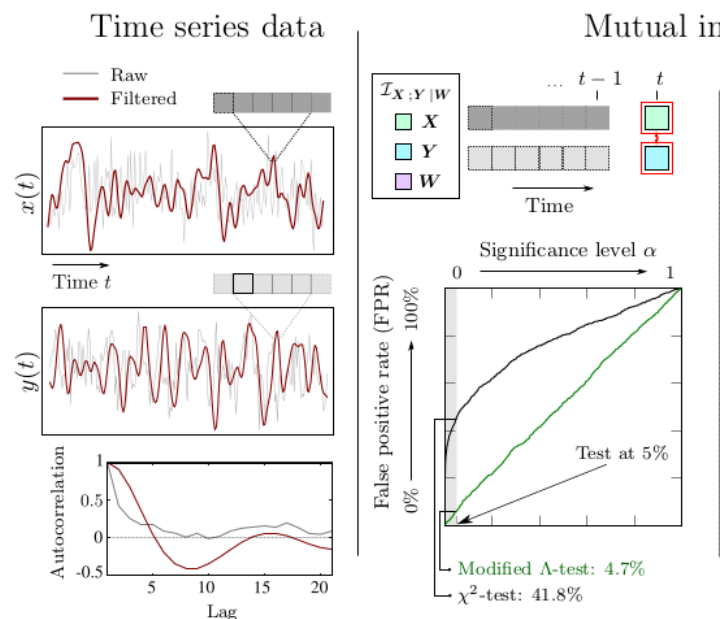 Time series data
Raw
Filtered
x(t)
Time t
y(t)
Autocorrelation
1
0.5
0
-0.5
5
10
15
20
Lag
Mutual in
I X ;Y |W
X
Y
W
... t − 1 t
Time
Significance level α
0 1
False positive rate (FPR)
0% 100%
Test at 5%
Modified Λ-test: 4.7%
χ²-test: 41.8%